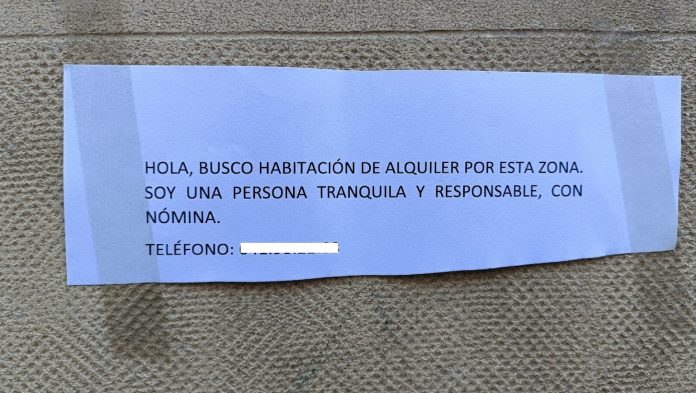 HOLA, BUSCO HABITACIÓN DE ALQUILER POR ESTA ZONA.
SOY UNA PERSONA TRANQUILA Y RESPONSABLE, CON
NÓMINA.
TELÉFONO: